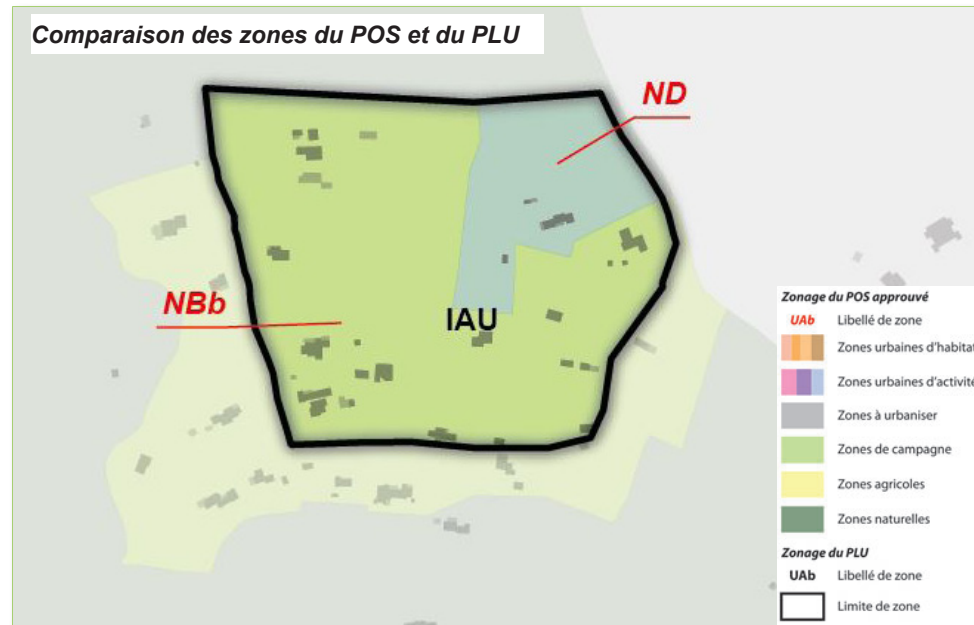 Comparaison des zones du POS et du PLU
ND
NBb
IAU
Zonage du POS approuvé
UAb Libellé de zone
Zones urbaines d'habitat
Zones urbaines d'activité
Zones à urbaniser
Zones de campagne
Zones agricoles
Zones naturelles
Zonage du PLU
UAb Libellé de zone
Limite de zone